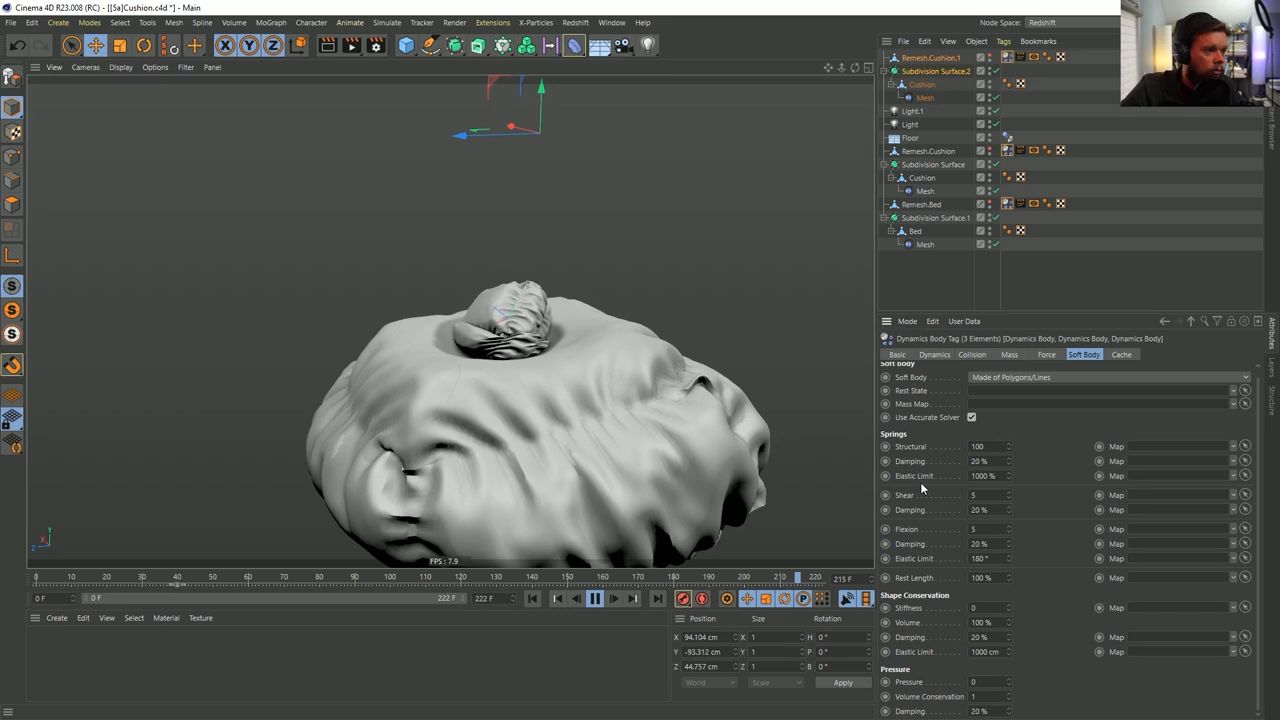 Cinema 4D R23.008 (RC) - [[5a]Cushion.c4d *] - Main
File Edit Create Modes Select Tools Mesh Splines Volume MoGraph Character Animate Simulate Tracker Render Extensions X-Particles Redshift Window Help Node Space: Redshift
View Cameras Display Options Filter Panel
File Edit View Object Tags Bookmarks
Remesh.Cushion.1
Subdivision Surface.2
Cushion
Mesh
Light.1
Light
Floor
Remesh.Cushion
Subdivision Surface
Cushion
Mesh
Remesh.Bed
Subdivision Surface.1
Bed
Mesh
Attributes
Layers
Structure
Mode Edit User Data
Dynamics Body Tag (3 Elements) [Dynamics Body, Dynamics Body, Dynamics Body]
Basic Dynamics Collision Mass Force Soft Body Cache
Soft Body
Soft Body Made of Polygons/Lines
Rest State
Mass Map
Use Accurate Solver
Springs
Structural 100 Map
Damping 20 % Map
Elastic Limit 1000 % Map
Shear 5 Map
Damping 20 % Map
Flexion 5 Map
Damping 20 % Map
Elastic Limit 180 ° Map
Rest Length 100 % Map
Shape Conservation
Stiffness 0 Map
Volume 100 %
Damping 20 % Map
Elastic Limit 1000 cm Map
Pressure
Pressure 0
Volume Conservation 1
Damping 20 %
Y
X
Z
FPS : 7.9
0 10 20 30 40 50 60 70 80 90 100 110 120 130 140 150 160 170 180 190 200 210 220 215 F
0 F 0 F 222 F 222 F
Create Edit View Select Material Texture
Position Size Rotation
X 94.104 cm X 1 H 0 °
Y -93.312 cm Y 1 P 0 °
Z 44.757 cm Z 1 B 0 °
World Scale Apply